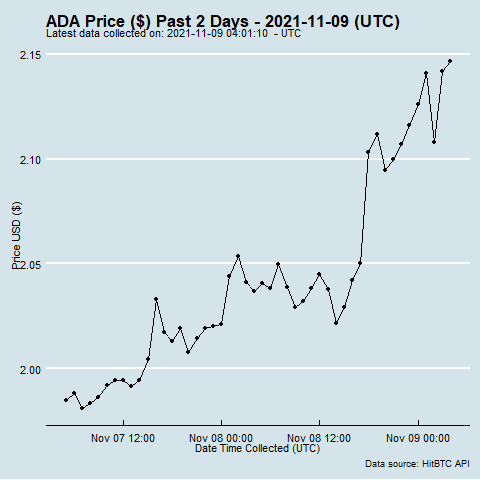 ADA Price ($) Past 2 Days - 2021-11-09 (UTC)
Latest data collected on: 2021-11-09 04:01:10 - UTC
2.15
2.10
2.05
2.00
Price USD ($)
Nov 07 12:00 Nov 08 00:00 Nov 08 12:00 Nov 09 00:00
Date Time Collected (UTC)
Data source: HitBTC API